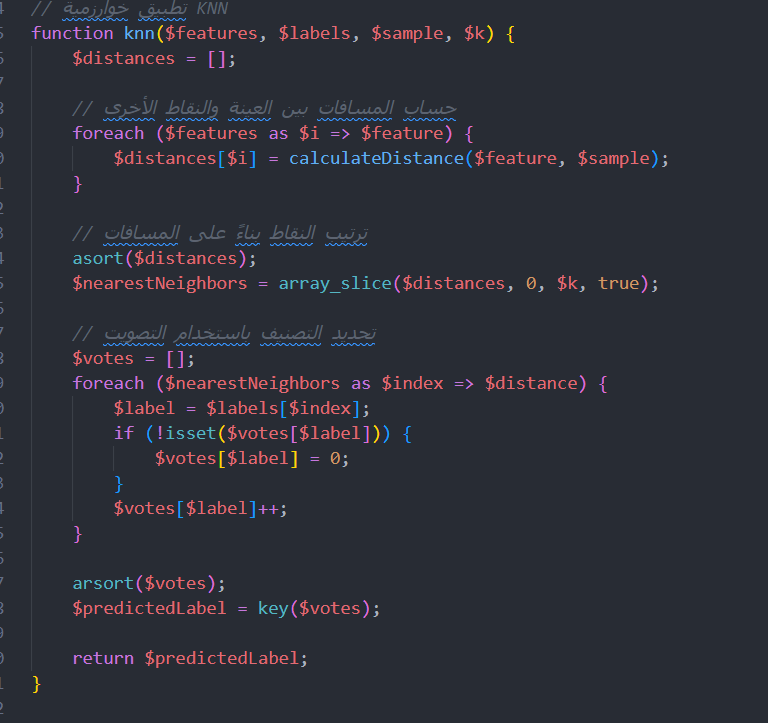 // تطبيق خوارزمية KNN
function knn($features, $labels, $sample, $k) {
    $distances = [];

    // حساب المسافات بين العينة والنقاط الأخرى
    foreach ($features as $i => $feature) {
        $distances[$i] = calculateDistance($feature, $sample);
    }

    // ترتيب النقاط بناءً على المسافات
    asort($distances);
    $nearestNeighbors = array_slice($distances, 0, $k, true);

    // تحديد التصنيف باستخدام التصويت
    $votes = [];
    foreach ($nearestNeighbors as $index => $distance) {
        $label = $labels[$index];
        if (!isset($votes[$label])) {
            $votes[$label] = 0;
        }
        $votes[$label]++;
    }

    arsort($votes);
    $predictedLabel = key($votes);

    return $predictedLabel;
}